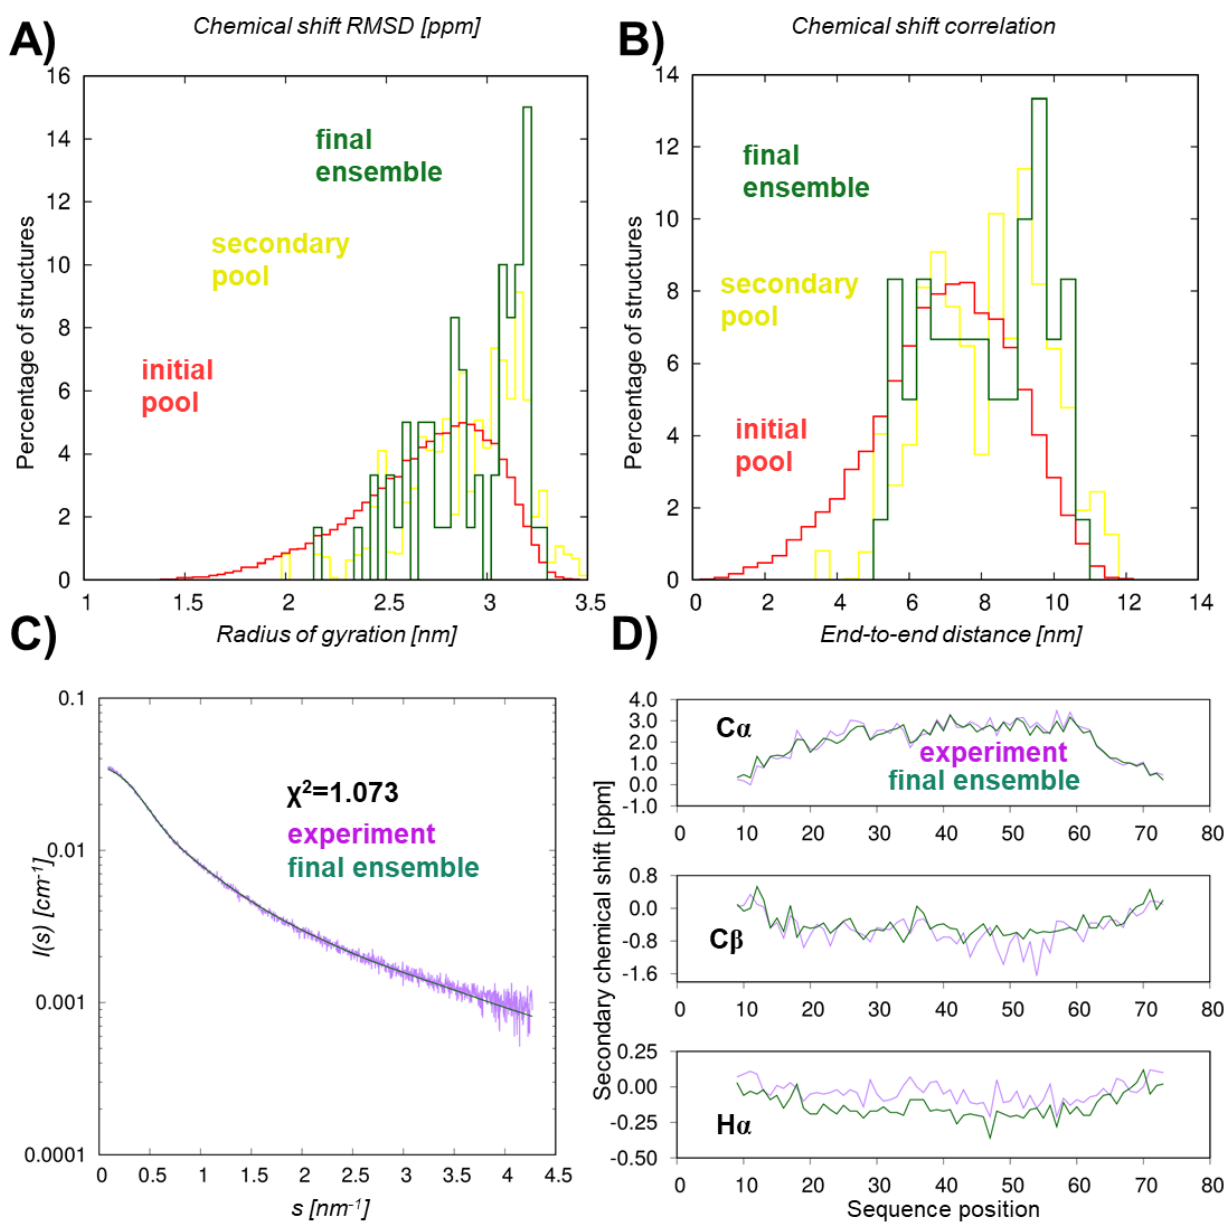 A)
Chemical shift RMSD [ppm]
16
14
12
10
8
6
4
2
0
Percentage of structures
final
ensemble
secondary
pool
initial
pool
1
1.5
2
2.5
3
3.5
Radius of gyration [nm]
B)
Chemical shift correlation
14
12
10
8
6
4
2
0
Percentage of structures
final
ensemble
secondary
pool
initial
pool
0
2
4
6
8
10
12
14
End-to-end distance [nm]
C)
0.1
0.01
0.001
0.0001
I(s) [cm-1]
χ²=1.073
experiment
final ensemble
0
0.5
1
1.5
2
2.5
3
3.5
4
4.5
s [nm-1]
D)
Secondary chemical shift [ppm]
4.0
3.0
2.0
1.0
0.0
-1.0
Cα
experiment
final ensemble
0
10
20
30
40
50
60
70
80
0.8
0.0
-0.8
-1.6
Cβ
0
10
20
30
40
50
60
70
80
0.25
0.00
-0.25
-0.50
Hα
0
10
20
30
40
50
60
70
80
Sequence position